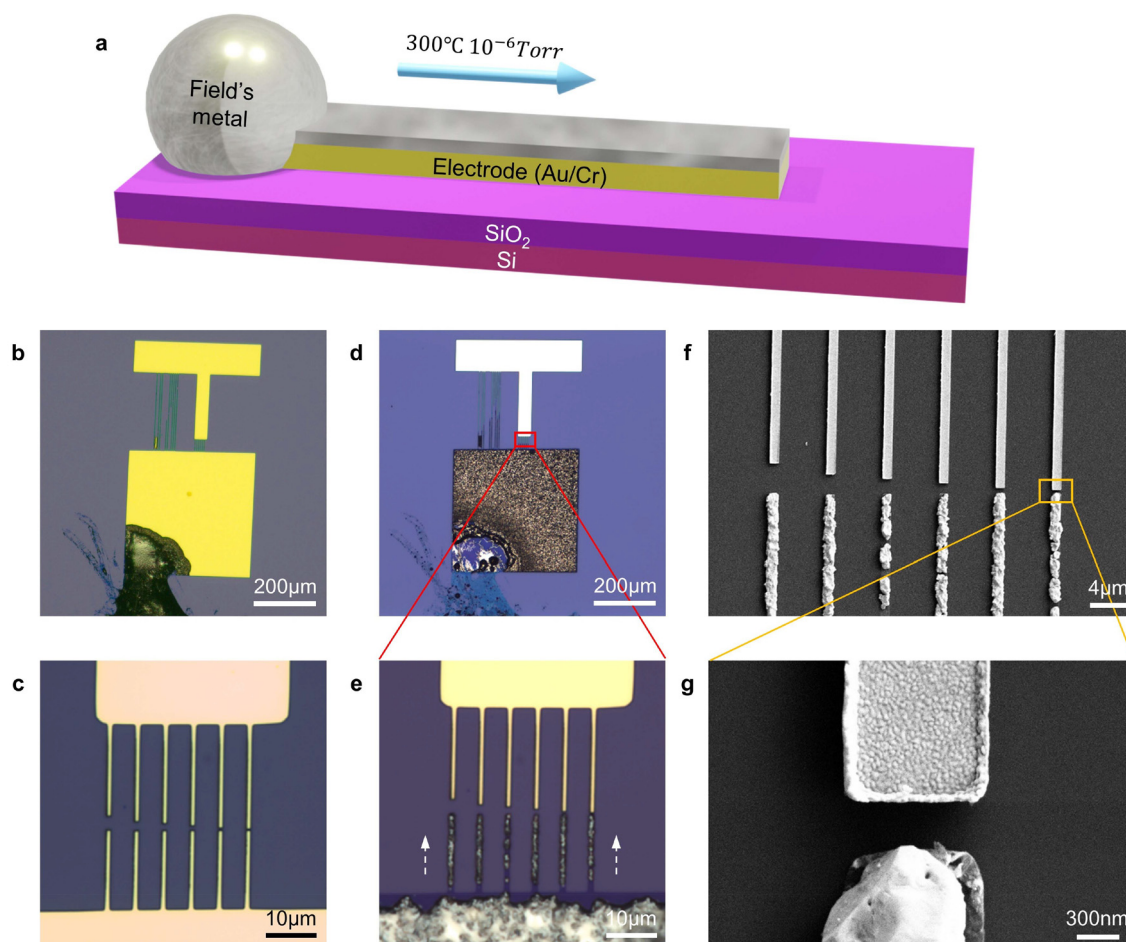 a
300℃ 10⁻⁶Torr
Field's
metal
Electrode (Au/Cr)
SiO₂
Si
b
200μm
d
200μm
f
4μm
c
10μm
e
10μm
g
300nm